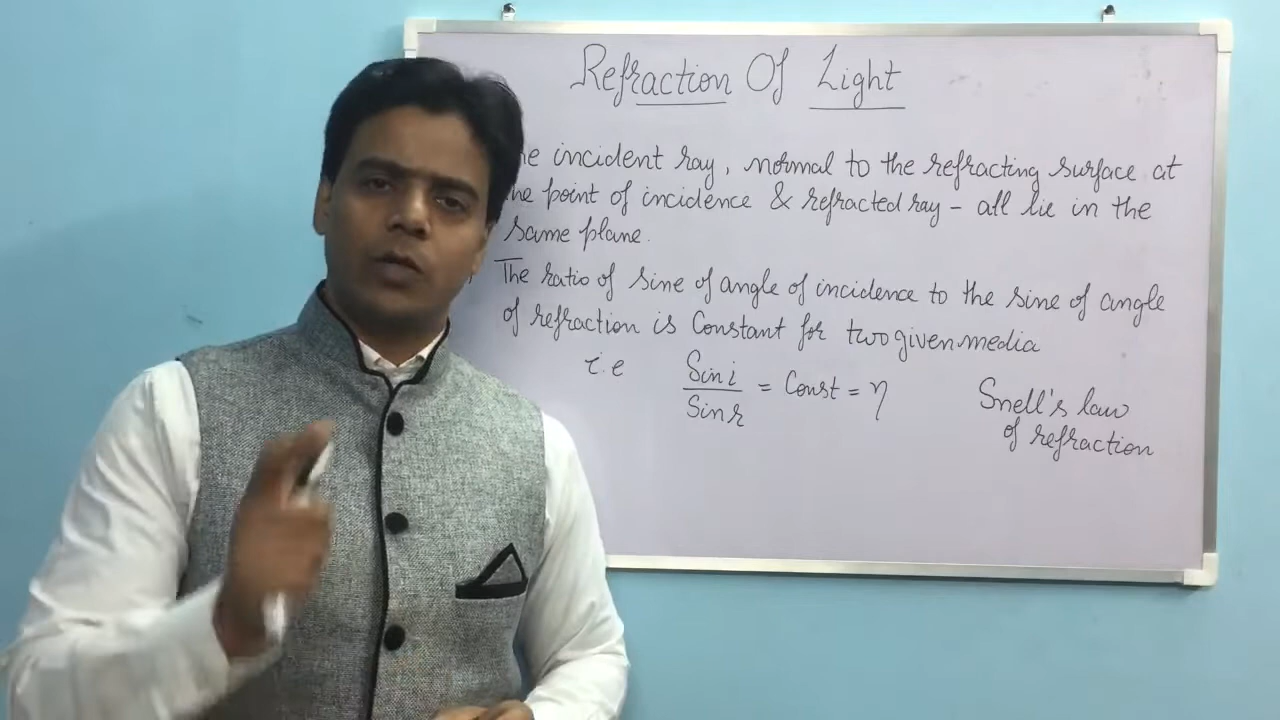 Refraction Of Light
incident ray, normal to the refracting surface at
point of incidence & refracted ray – all lie in the
same plane.
The ratio of sine of angle of incidence to the sine of angle
of refraction is Constant for two given media
i.e Sin i / Sin r = Const = η
Snell's law
of refraction